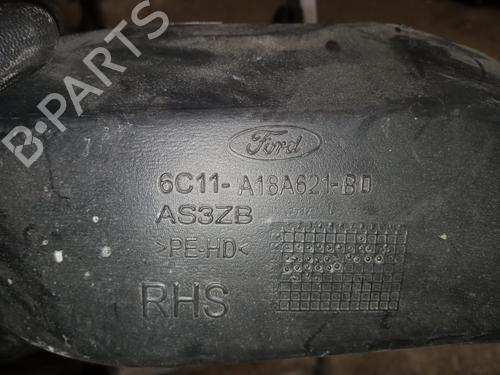 B-PARTS
Ford
6C11-A18A621-BD
AS3ZB
>PE-HD<
RHS